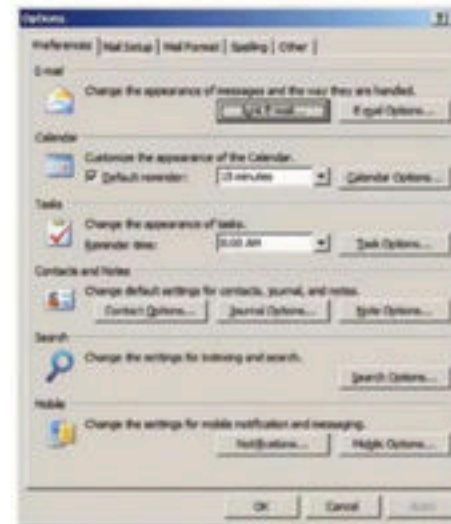 Options
Preferences Mail Setup Mail Format Spelling Other
E-mail
Change the appearance of messages and the way they are handled.
Junk E-mail... E-mail Options...
Calendar
Customize the appearance of the Calendar.
Default reminder: 15 minutes Calendar Options...
Tasks
Change the appearance of tasks.
Reminder time: 8:00 AM Task Options...
Contacts and Notes
Change default settings for contacts, journal, and notes.
Contact Options... Journal Options... Note Options...
Search
Change the settings for indexing and search.
Search Options...
Mobile
Change the settings for mobile notification and messaging.
Notifications... Mobile Options...
OK Cancel Apply